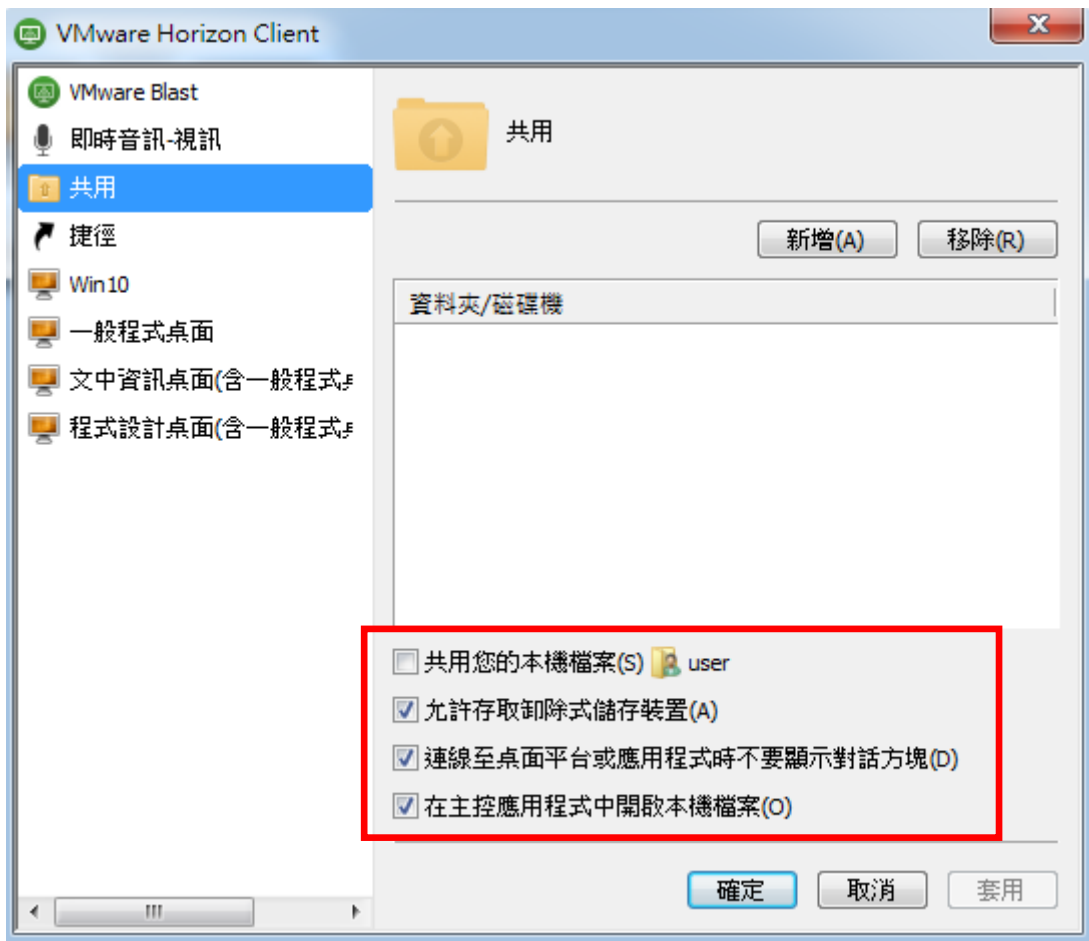 VMware Horizon Client
VMware Blast
即時音訊-視訊
共用
捷徑
Win10
一般程式桌面
文中資訊桌面(含一般程式
程式設計桌面(含一般程式
共用
新增(A)
移除(R)
資料夾/磁碟機
共用您的本機檔案(S) user
允許存取卸除式儲存裝置(A)
連線至桌面平台或應用程式時不要顯示對話方塊(D)
在主控應用程式中開啟本機檔案(O)
確定
取消
套用